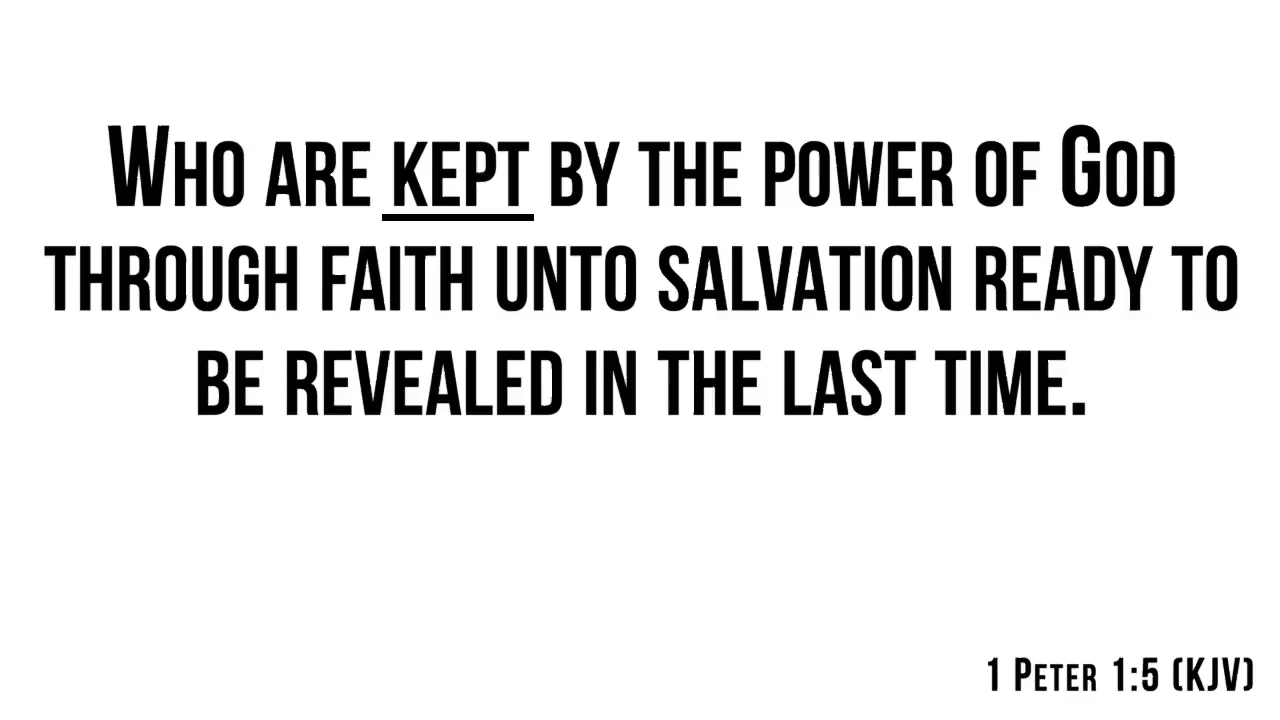 Who are kept by the power of God
through faith unto salvation ready to
be revealed in the last time.
1 Peter 1:5 (KJV)